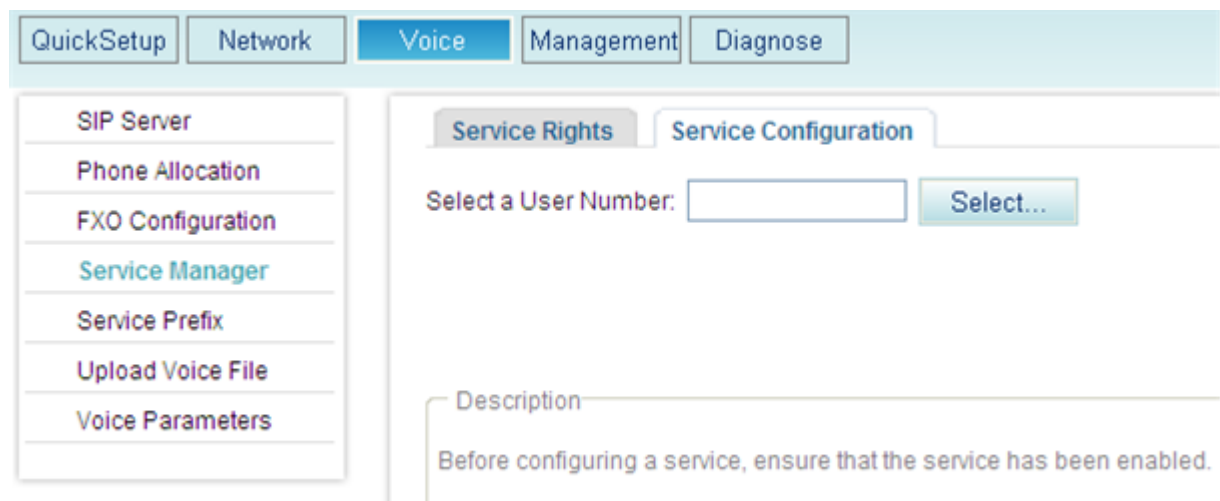 QuickSetup Network Voice Management Diagnose
SIP Server
Phone Allocation
FXO Configuration
Service Manager
Service Prefix
Upload Voice File
Voice Parameters
Service Rights Service Configuration
Select a User Number: Select...
Description
Before configuring a service, ensure that the service has been enabled.